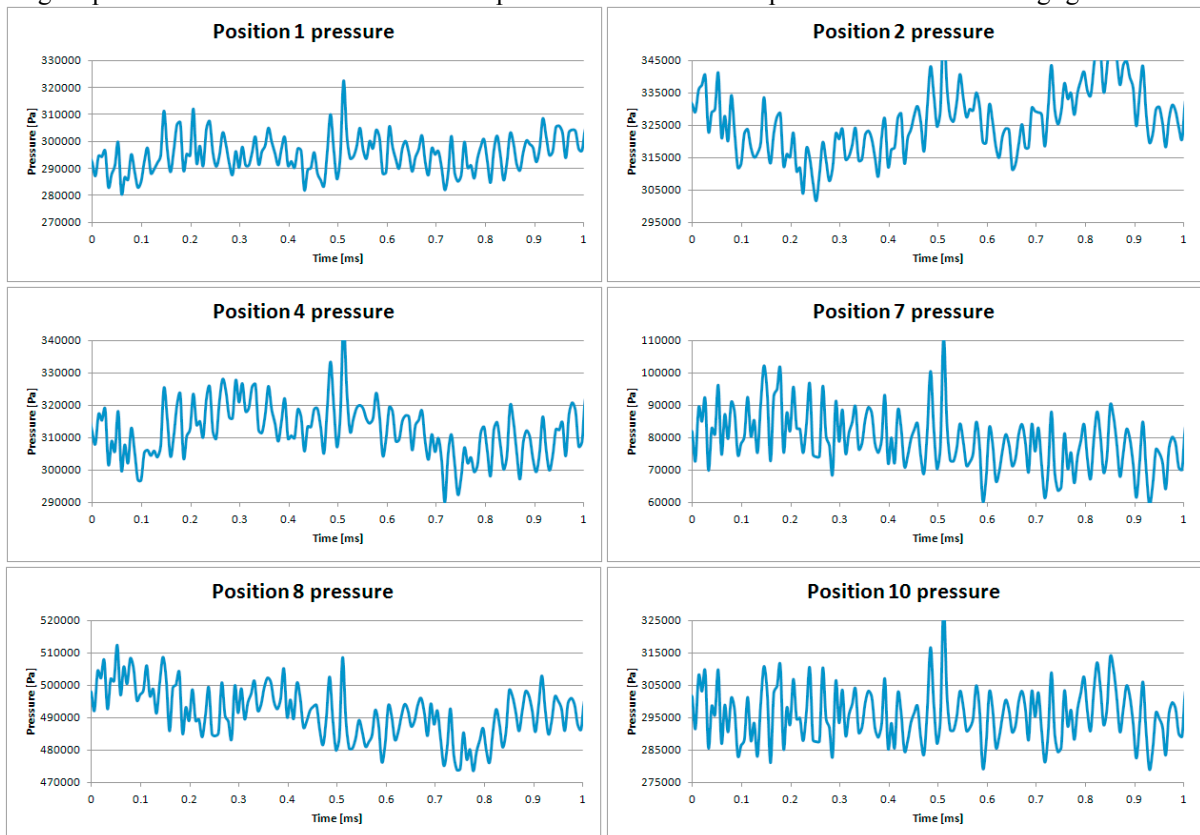 Position 1 pressure
Pressure [Pa]
330000
320000
310000
300000
290000
280000
270000
0 0.1 0.2 0.3 0.4 0.5 0.6 0.7 0.8 0.9 1
Time [ms]
Position 2 pressure
Pressure [Pa]
345000
335000
325000
315000
305000
295000
0 0.1 0.2 0.3 0.4 0.5 0.6 0.7 0.8 0.9 1
Time [ms]
Position 4 pressure
Pressure [Pa]
340000
330000
320000
310000
300000
290000
0 0.1 0.2 0.3 0.4 0.5 0.6 0.7 0.8 0.9 1
Time [ms]
Position 7 pressure
Pressure [Pa]
110000
100000
90000
80000
70000
60000
0 0.1 0.2 0.3 0.4 0.5 0.6 0.7 0.8 0.9 1
Time [ms]
Position 8 pressure
Pressure [Pa]
520000
510000
500000
490000
480000
470000
0 0.1 0.2 0.3 0.4 0.5 0.6 0.7 0.8 0.9 1
Time [ms]
Position 10 pressure
Pressure [Pa]
325000
315000
305000
295000
285000
275000
0 0.1 0.2 0.3 0.4 0.5 0.6 0.7 0.8 0.9 1
Time [ms]